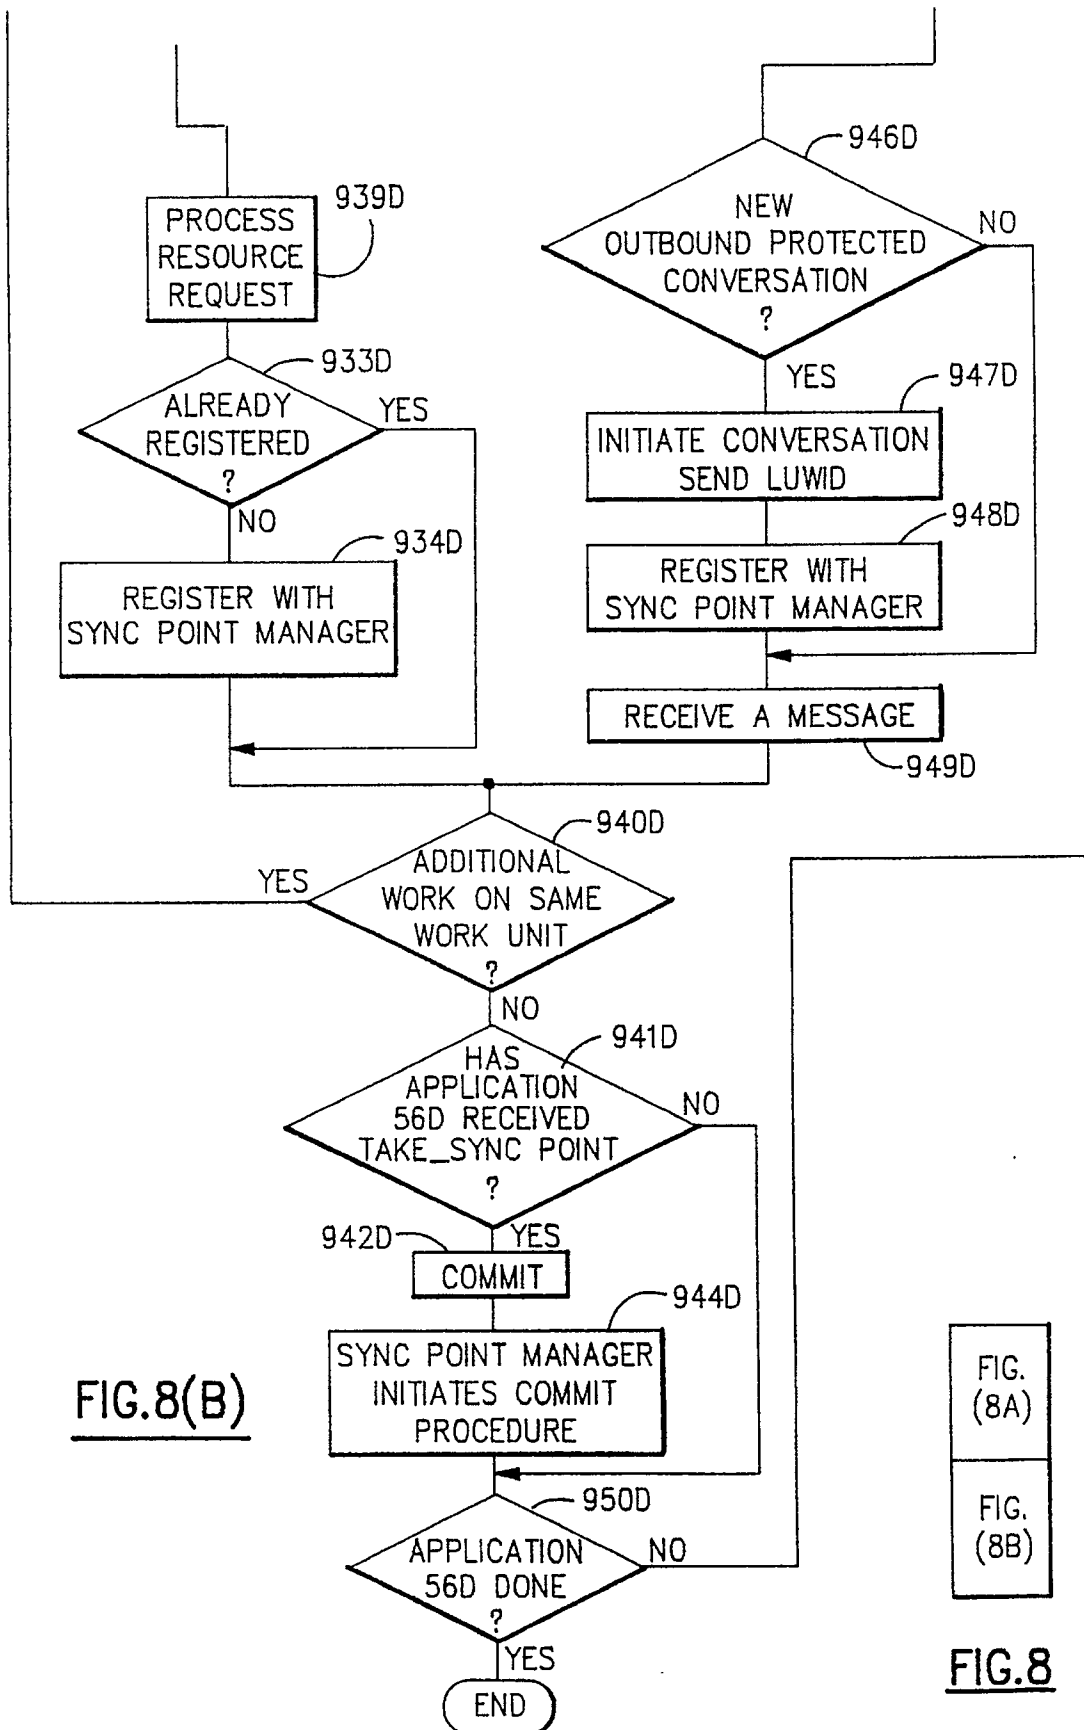 939D
PROCESS
RESOURCE
REQUEST
933D
ALREADY
REGISTERED
?
YES
NO
934D
REGISTER WITH
SYNC POINT MANAGER
946D
NEW
OUTBOUND PROTECTED
CONVERSATION
?
NO
YES
947D
INITIATE CONVERSATION
SEND LUWID
948D
REGISTER WITH
SYNC POINT MANAGER
RECEIVE A MESSAGE
949D
940D
ADDITIONAL
WORK ON SAME
WORK UNIT
?
YES
NO
941D
HAS
APPLICATION
56D RECEIVED
TAKE_SYNC POINT
?
NO
YES
942D
COMMIT
944D
SYNC POINT MANAGER
INITIATES COMMIT
PROCEDURE
950D
APPLICATION
56D DONE
?
NO
YES
END
FIG.8(B)
FIG.
(8A)
FIG.
(8B)
FIG.8